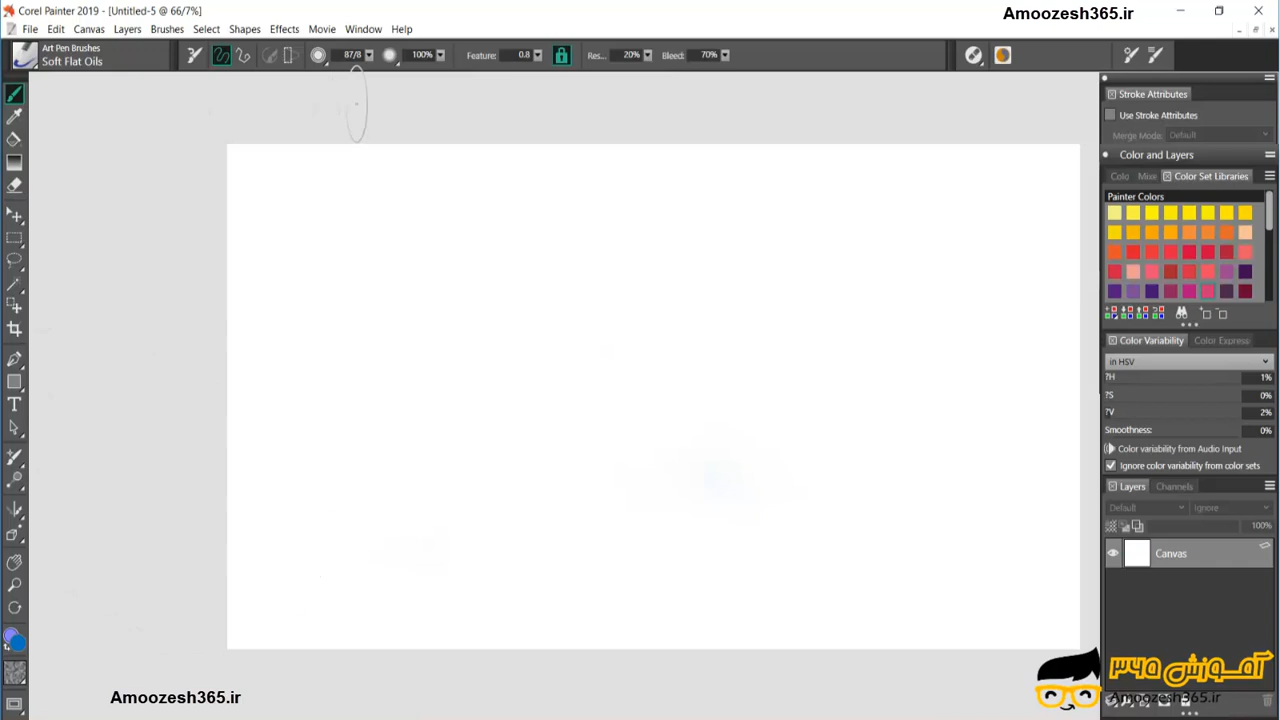 Corel Painter 2019 - [Untitled-5 @ 66/7%]
Amoozesh365.ir
File Edit Canvas Layers Brushes Select Shapes Effects Movie Window Help
Art Pen Brushes
Soft Flat Oils
87/8 100% Feature: 0.8 Res... 20% Bleed: 70%
Stroke Attributes
Use Stroke Attributes
Merge Mode: Default
Color and Layers
Colo Mixe Color Set Libraries
Painter Colors
Color Variability Color Express
in HSV
?H 1%
?S 0%
?V 2%
Smoothness: 0%
Color variability from Audio Input
Ignore color variability from color sets
Layers Channels
Default Ignore
100%
Canvas
آموزش ۳۶۵
Amoozesh365.ir
Amoozesh365.ir